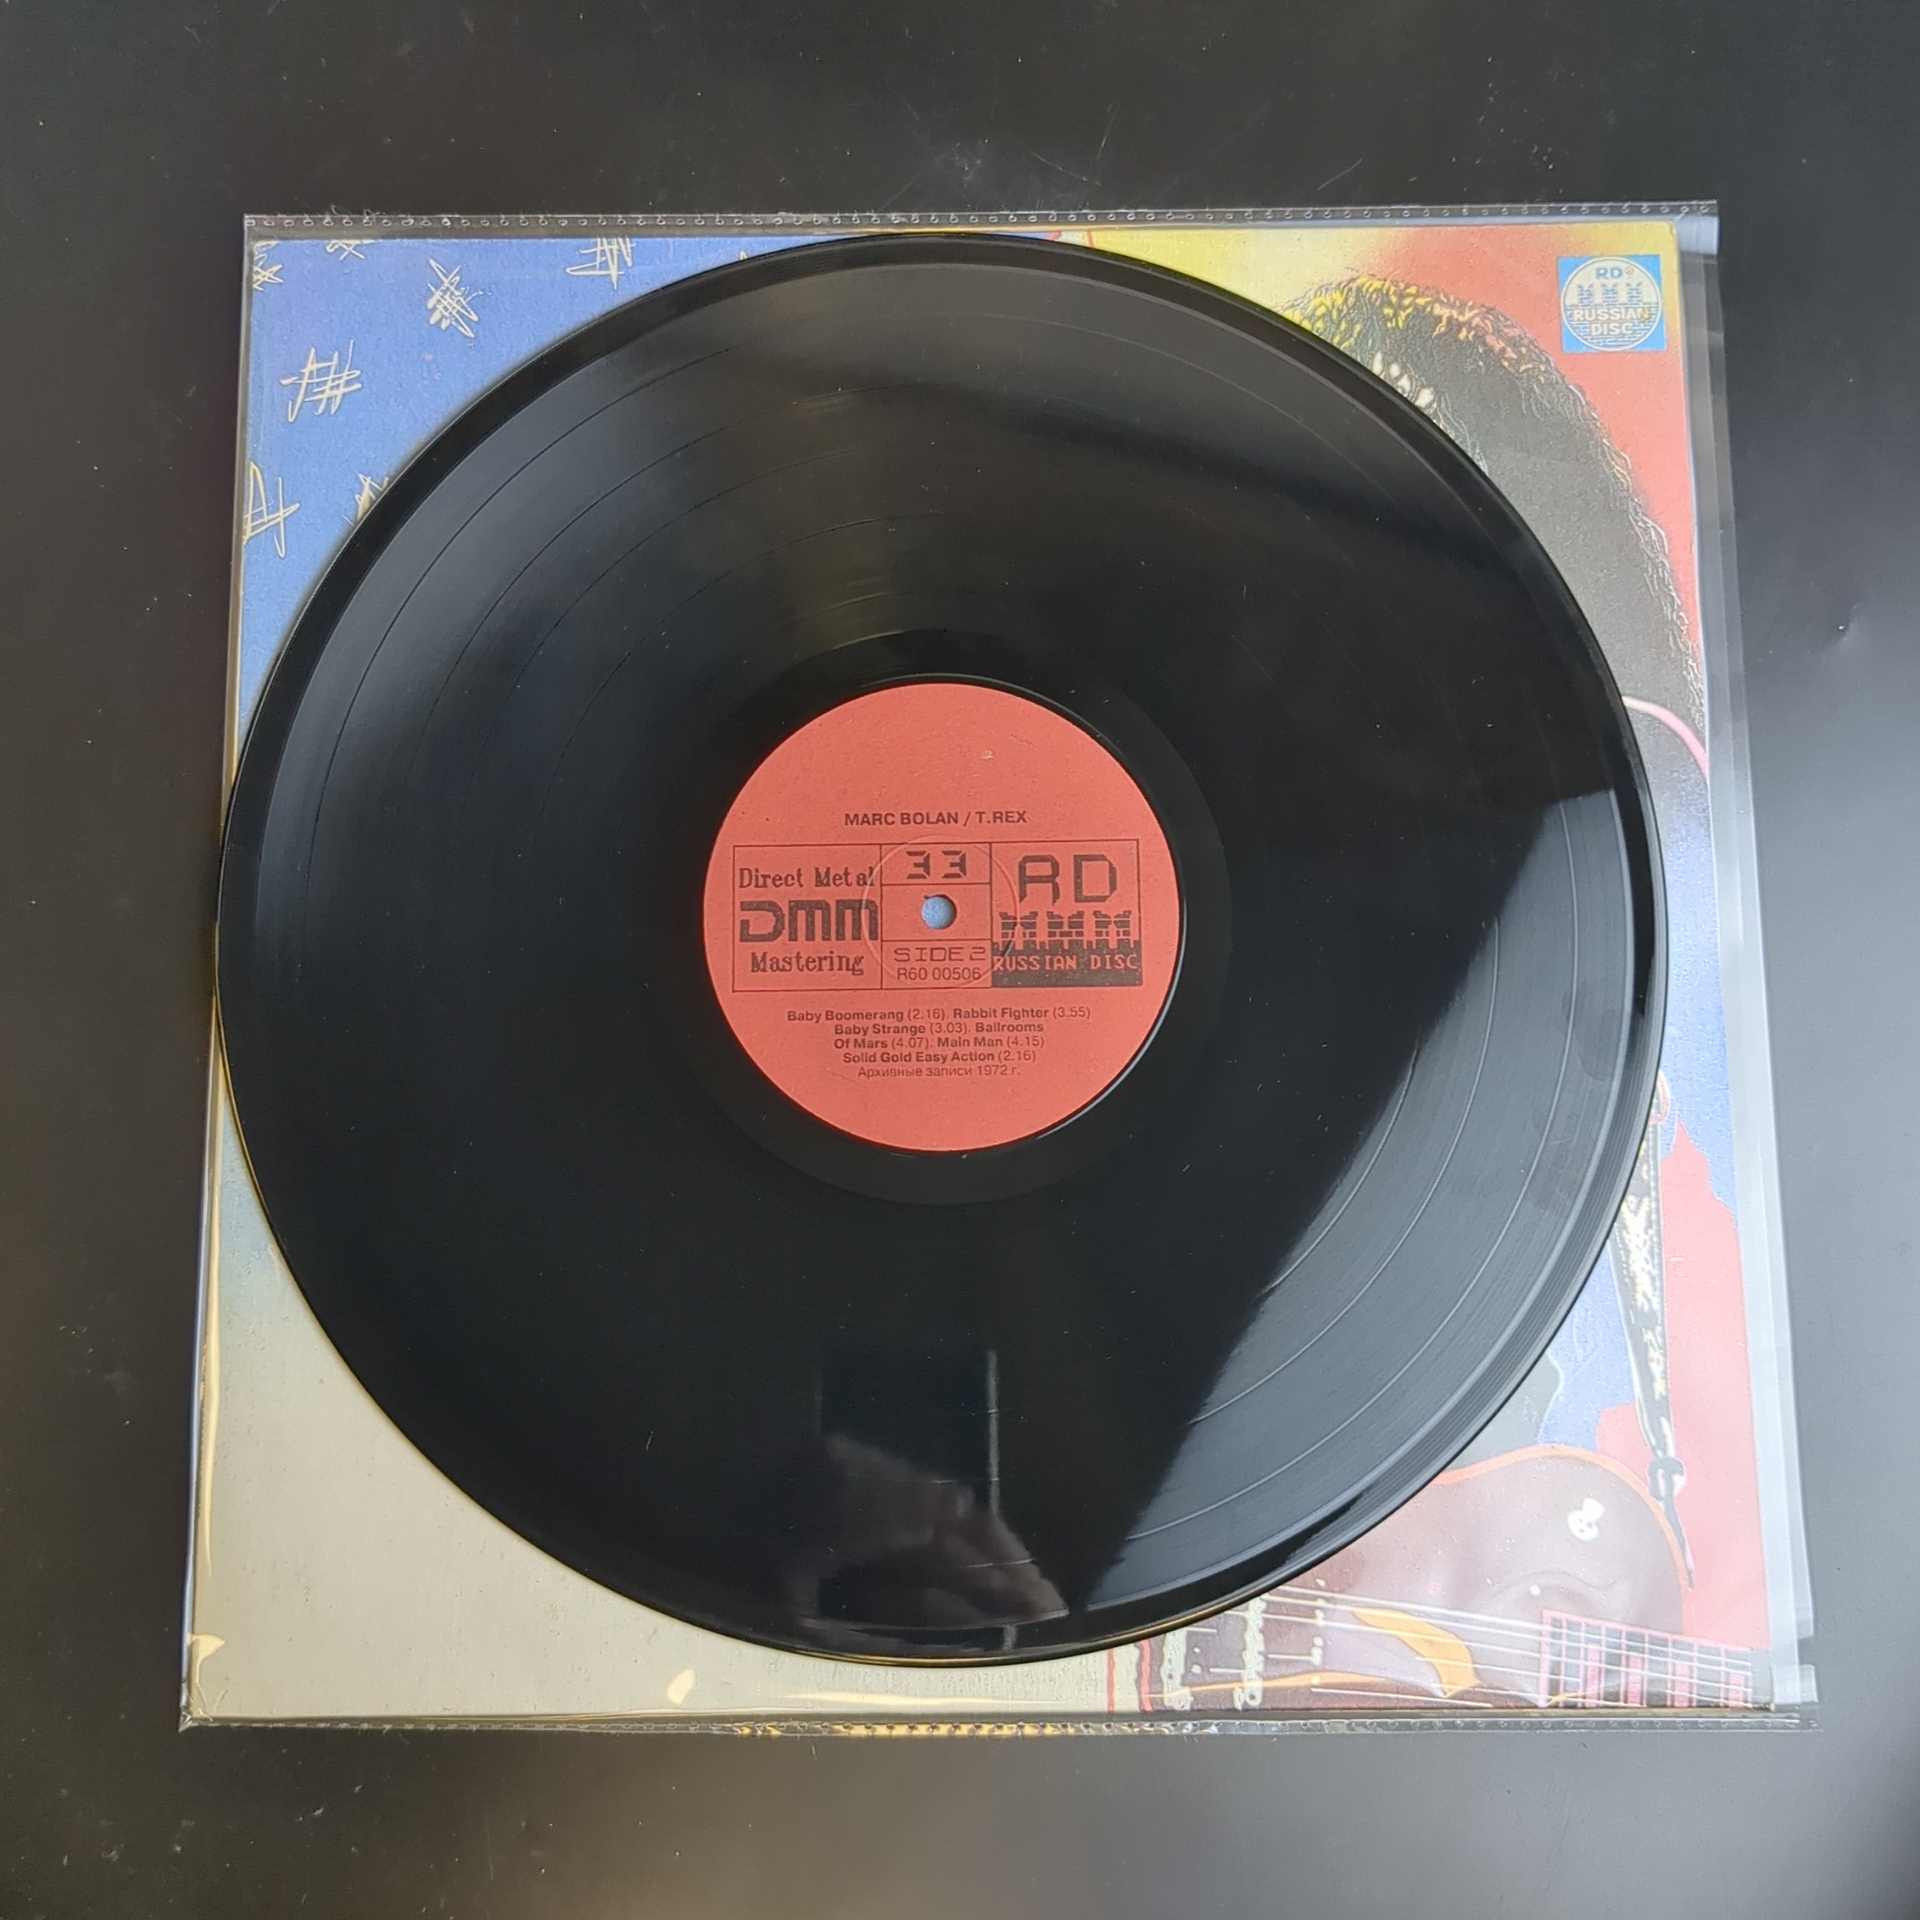 RD®
RUSSIAN
DISC
MARC BOLAN / T.REX
Direct Metal
DMM
Mastering
33
SIDE 2
R60 00506
RD
RUSSIAN DISC
Baby Boomerang (2.16). Rabbit Fighter (3.55)
Baby Strange (3.03). Ballrooms
Of Mars (4.07). Main Man (4.15)
Solid Gold Easy Action (2.16)
Архивные записи 1972 г.